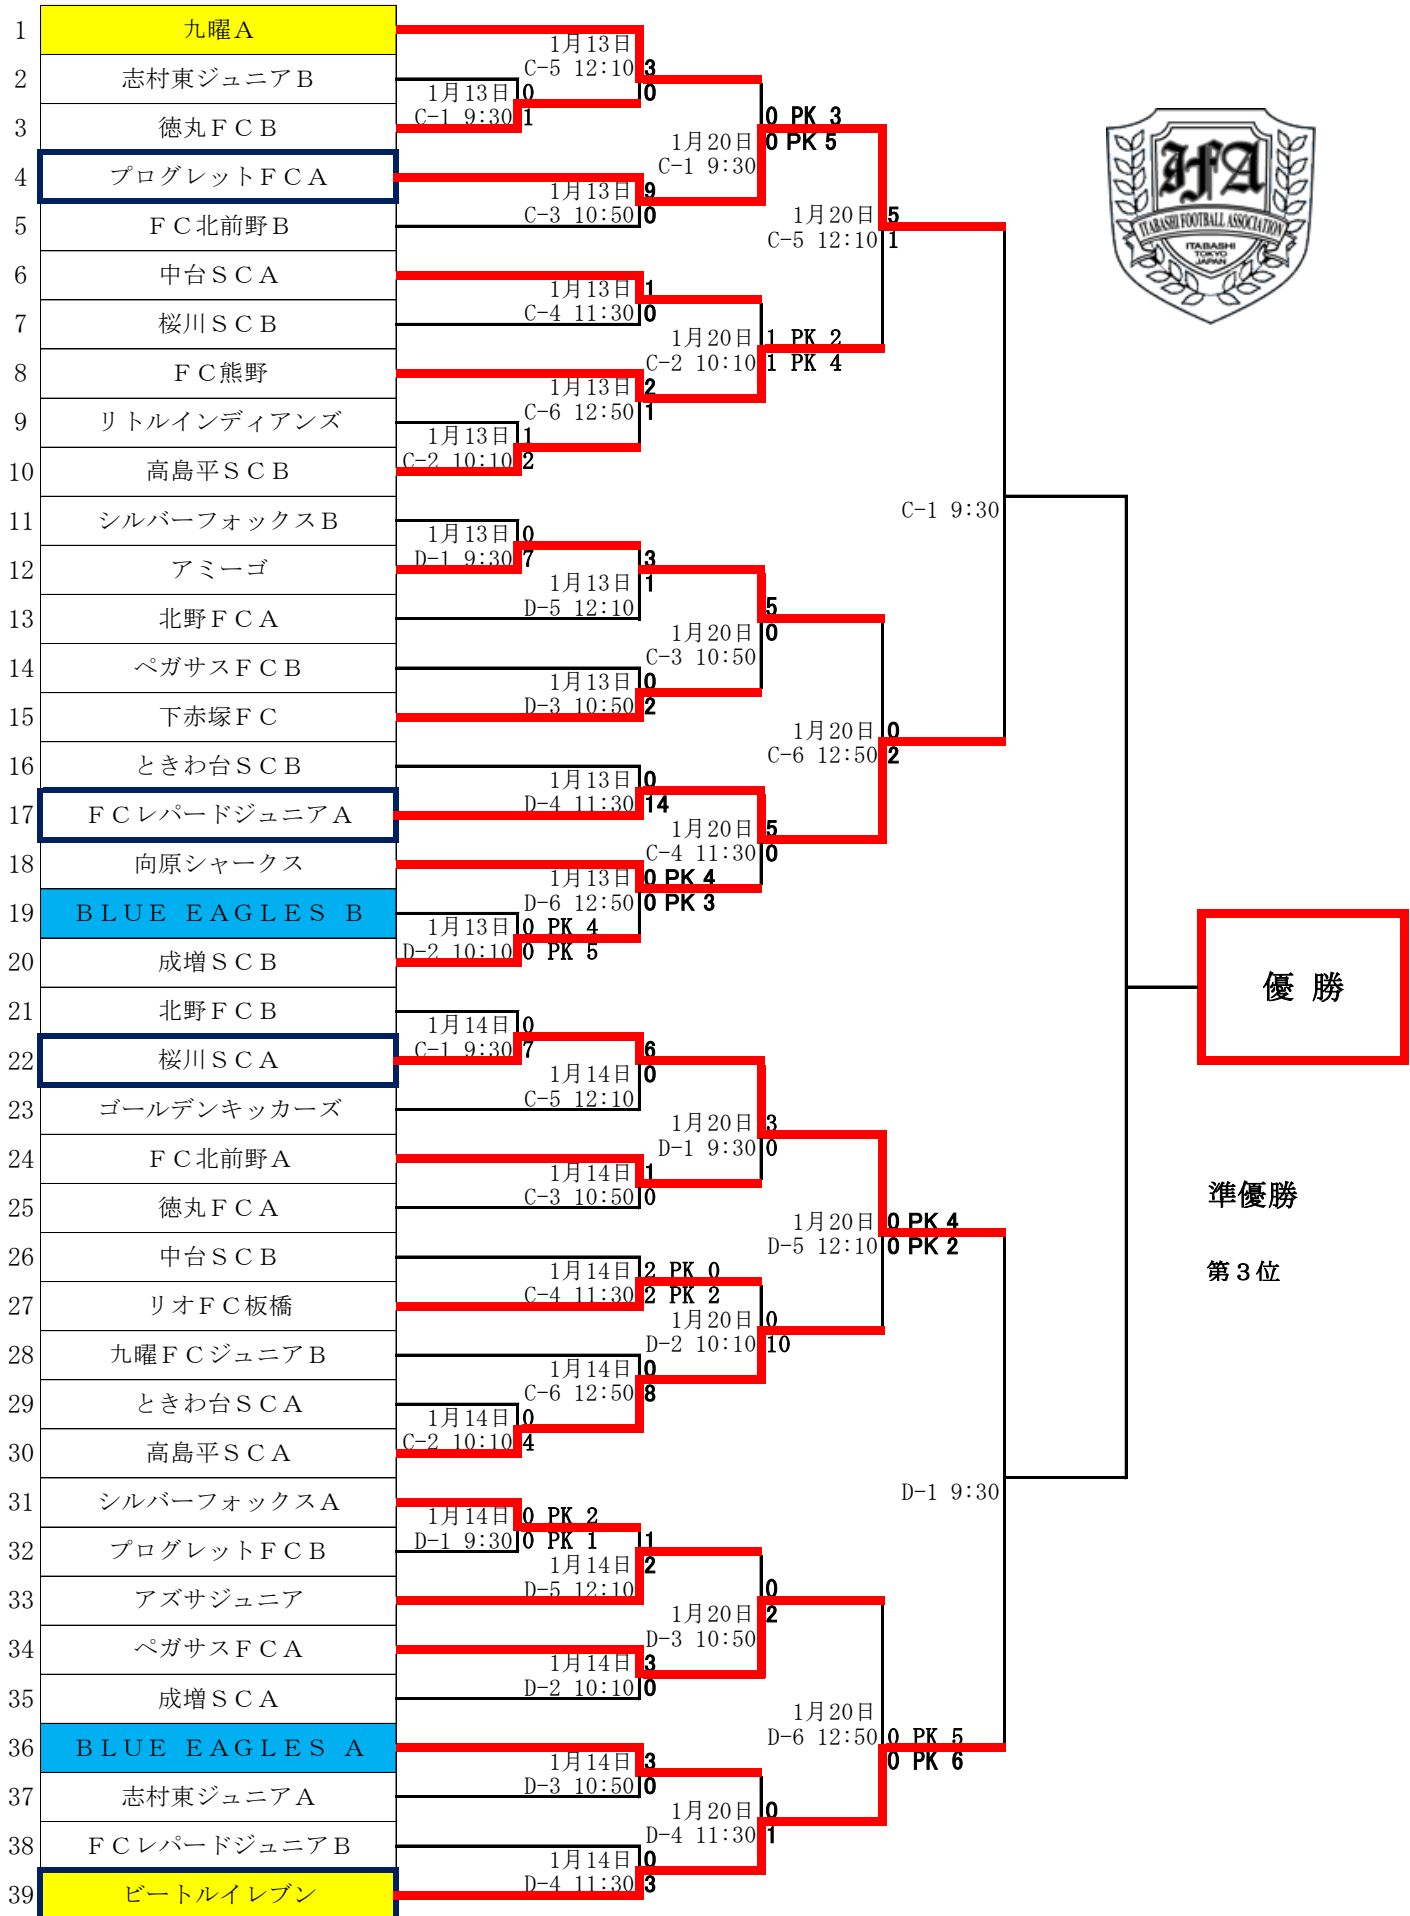 1 九曜A
1月13日
C-5 12:10 3
2 志村東ジュニアB
1月13日 0
0
C-1 9:30 1
3 徳丸FCB
0 PK 3
1月20日 0 PK 5
C-1 9:30
4 プログレットFCA
1月13日 9
C-3 10:50 0
5 FC北前野B
1月20日 5
C-5 12:10 1
6 中台SCA
1月13日 1
C-4 11:30 0
7 桜川SCB
1月20日 1 PK 2
C-2 10:10 1 PK 4
8 FC熊野
1月13日 2
C-6 12:50 1
9 リトルインディアンズ
1月13日 1
C-2 10:10 2
10 高島平SCB
C-1 9:30
11 シルバーフォックスB
1月13日 0
D-1 9:30 7
3
12 アミーゴ
1月13日 1
D-5 12:10
13 北野FCA
5
1月20日 0
C-3 10:50
14 ペガサスFCB
1月13日 0
D-3 10:50 2
15 下赤塚FC
1月20日 0
C-6 12:50 2
16 ときわ台SCB
1月13日 0
D-4 11:30 14
17 FCレパードジュニアA
1月20日 5
C-4 11:30 0
18 向原シャークス
1月13日 0 PK 4
D-6 12:50 0 PK 3
19 BLUE EAGLES B
1月13日 0 PK 4
D-2 10:10 0 PK 5
20 成増SCB
優 勝
21 北野FCB
1月14日 0
C-1 9:30 7
6
22 桜川SCA
1月14日 0
C-5 12:10
23 ゴールデンキッカーズ
1月20日 3
D-1 9:30 0
24 FC北前野A
1月14日 1
C-3 10:50 0
25 徳丸FCA
準優勝
1月20日 0 PK 4
D-5 12:10 0 PK 2
26 中台SCB
第3位
1月14日 2 PK 0
C-4 11:30 2 PK 2
27 リオFC板橋
1月20日 0
D-2 10:10 10
28 九曜FCジュニアB
1月14日 0
C-6 12:50 8
29 ときわ台SCA
1月14日 0
C-2 10:10 4
30 高島平SCA
D-1 9:30
31 シルバーフォックスA
1月14日 0 PK 2
D-1 9:30 0 PK 1
1
32 プログレットFCB
1月14日 2
D-5 12:10
33 アズサジュニア
0
1月20日 2
D-3 10:50
34 ペガサスFCA
1月14日 3
D-2 10:10 0
35 成増SCA
1月20日
D-6 12:50 0 PK 5
0 PK 6
36 BLUE EAGLES A
1月14日 3
D-3 10:50 0
37 志村東ジュニアA
1月20日 0
D-4 11:30 1
38 FCレパードジュニアB
1月14日 0
D-4 11:30 3
39 ビートルイレブン
IFA
ITABASHI FOOTBALL ASSOCIATION
ITABASHI
TOKYO
JAPAN